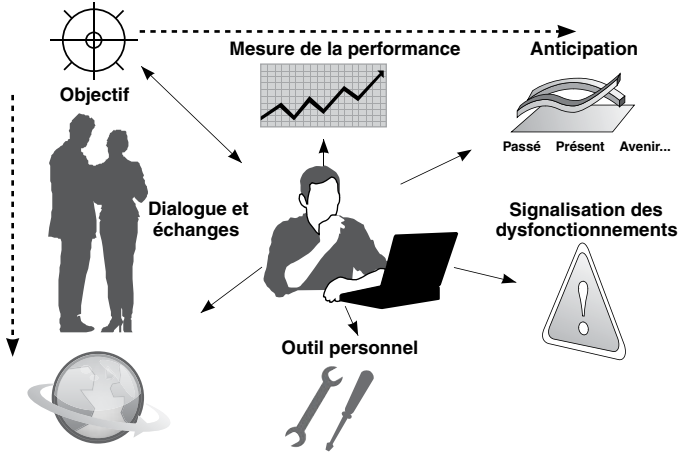 Mesure de la performance
Anticipation
Objectif
Passé Présent Avenir...
Dialogue et
échanges
Signalisation des
dysfonctionnements
Outil personnel